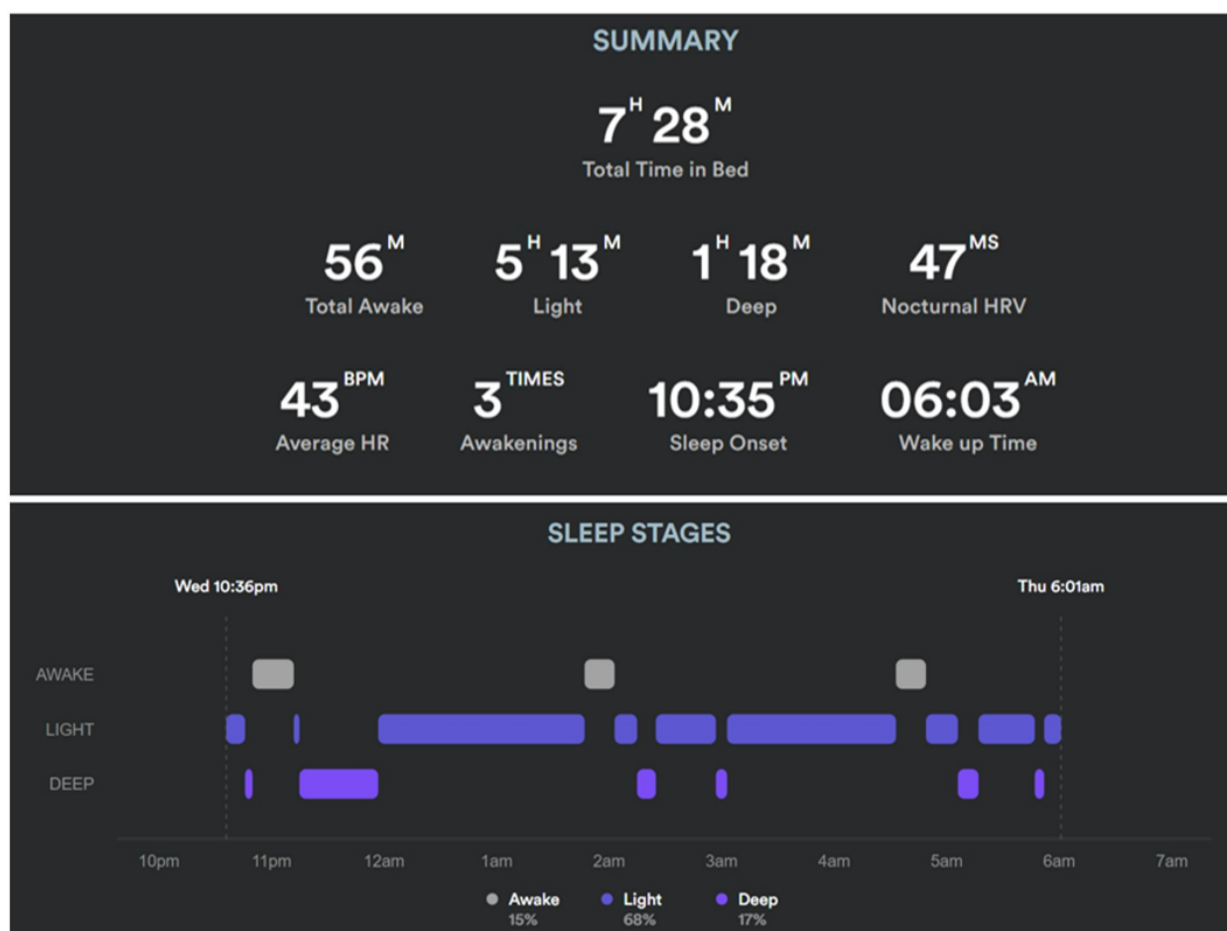 SUMMARY
7H 28M
Total Time in Bed
56M 5H 13M 1H 18M 47MS
Total Awake Light Deep Nocturnal HRV
43BPM 3TIMES 10:35PM 06:03AM
Average HR Awakenings Sleep Onset Wake up Time
SLEEP STAGES
Wed 10:36pm Thu 6:01am
AWAKE
LIGHT
DEEP
10pm 11pm 12am 1am 2am 3am 4am 5am 6am 7am
Awake Light Deep
15% 68% 17%